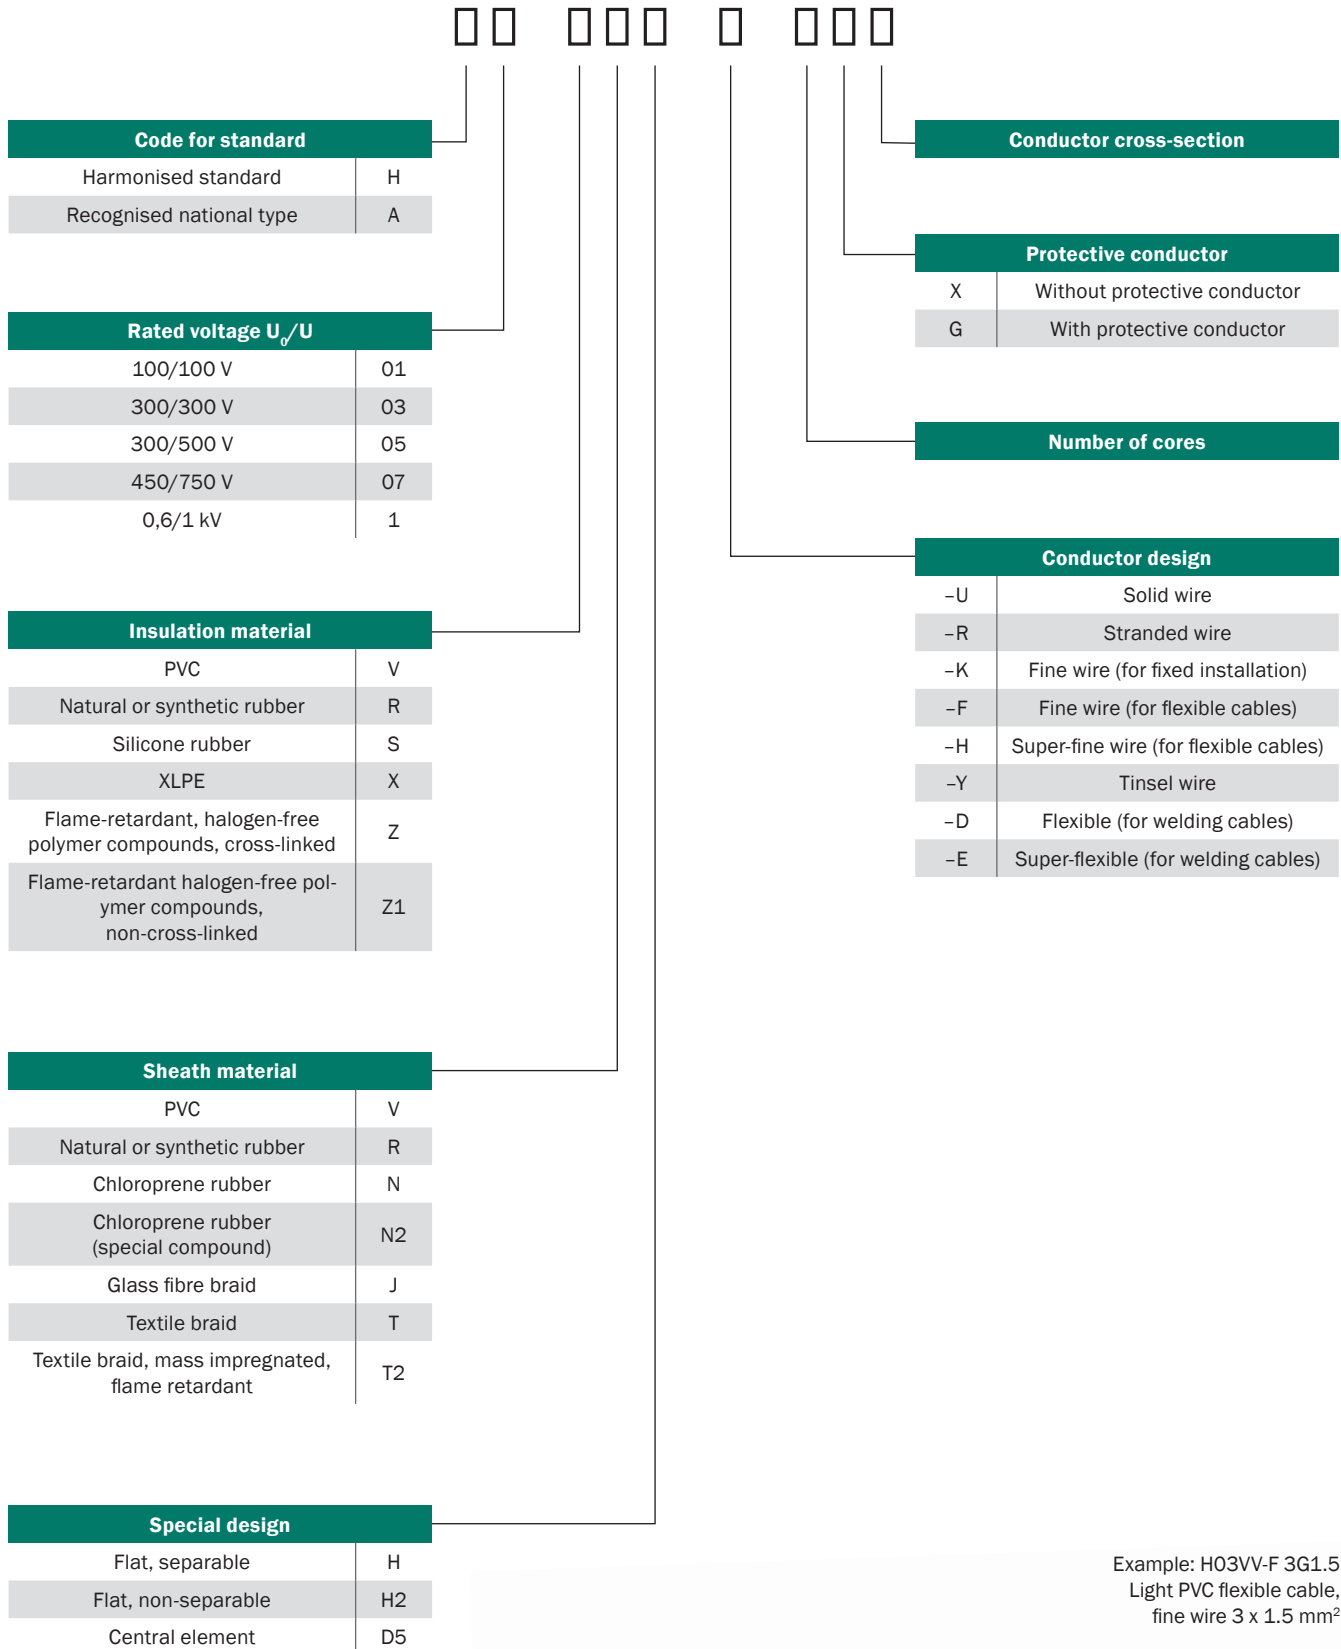 Code for standard
Harmonised standard H
Recognised national type A
Rated voltage U0/U
100/100 V 01
300/300 V 03
300/500 V 05
450/750 V 07
0,6/1 kV 1
Insulation material
PVC V
Natural or synthetic rubber R
Silicone rubber S
XLPE X
Flame-retardant, halogen-free
polymer compounds, cross-linked Z
Flame-retardant halogen-free pol-
ymer compounds, Z1
non-cross-linked
Sheath material
PVC V
Natural or synthetic rubber R
Chloroprene rubber N
Chloroprene rubber
(special compound) N2
Glass fibre braid J
Textile braid T
Textile braid, mass impregnated,
flame retardant T2
Special design
Flat, separable H
Flat, non-separable H2
Central element D5
Conductor cross-section
Protective conductor
X Without protective conductor
G With protective conductor
Number of cores
Conductor design
–U Solid wire
–R Stranded wire
–K Fine wire (for fixed installation)
–F Fine wire (for flexible cables)
–H Super-fine wire (for flexible cables)
–Y Tinsel wire
–D Flexible (for welding cables)
–E Super-flexible (for welding cables)
Example: H03VV-F 3G1.5
Light PVC flexible cable,
fine wire 3 x 1.5 mm²